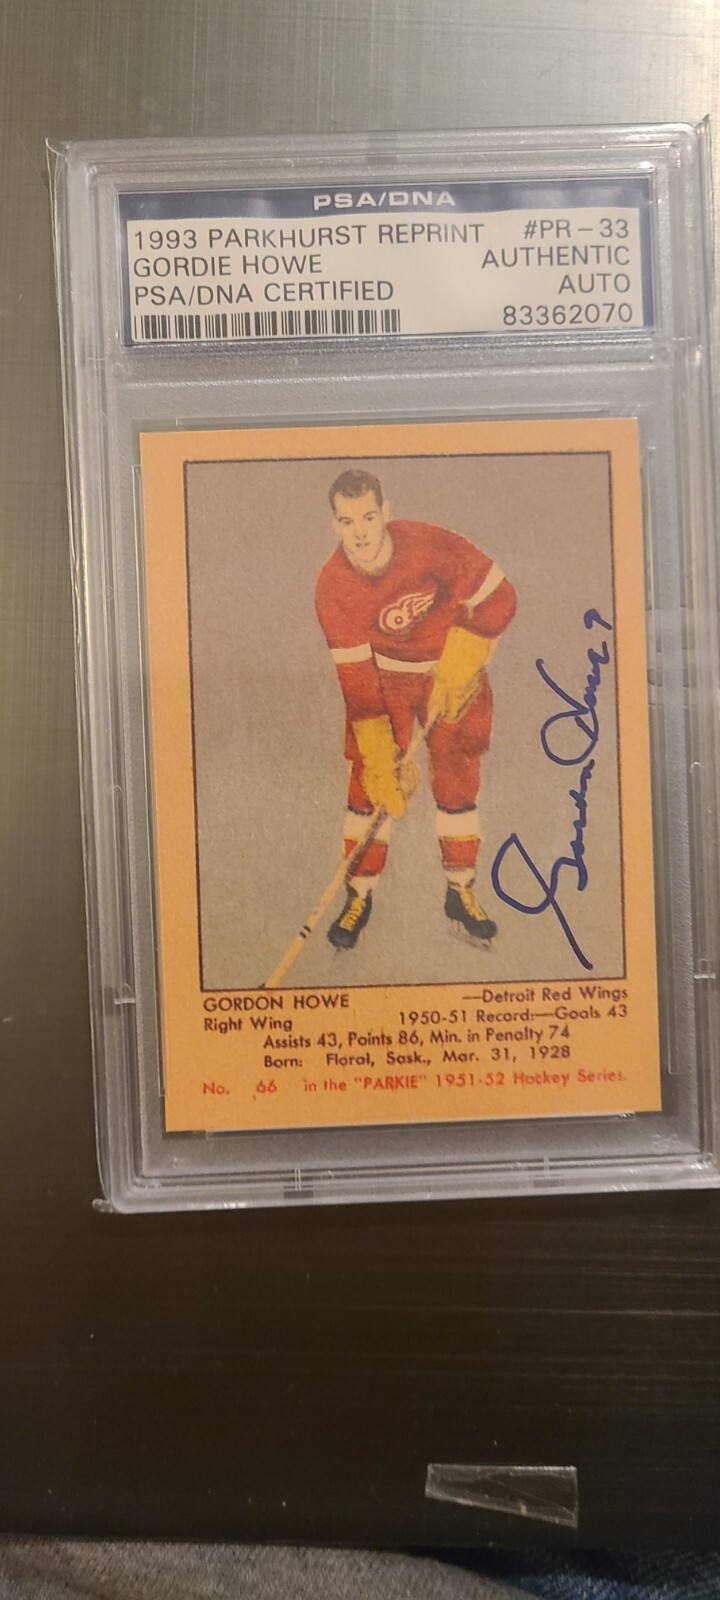 PSA/DNA
1993 PARKHURST REPRINT #PR-33
GORDIE HOWE AUTHENTIC
PSA/DNA CERTIFIED AUTO
83362070
Gordon Howe 9
GORDON HOWE —Detroit Red Wings
Right Wing 1950-51 Record:—Goals 43
Assists 43, Points 86, Min. in Penalty 74
Born: Floral, Sask., Mar. 31, 1928
No. 66 in the "PARKIE" 1951-52 Hockey Series.